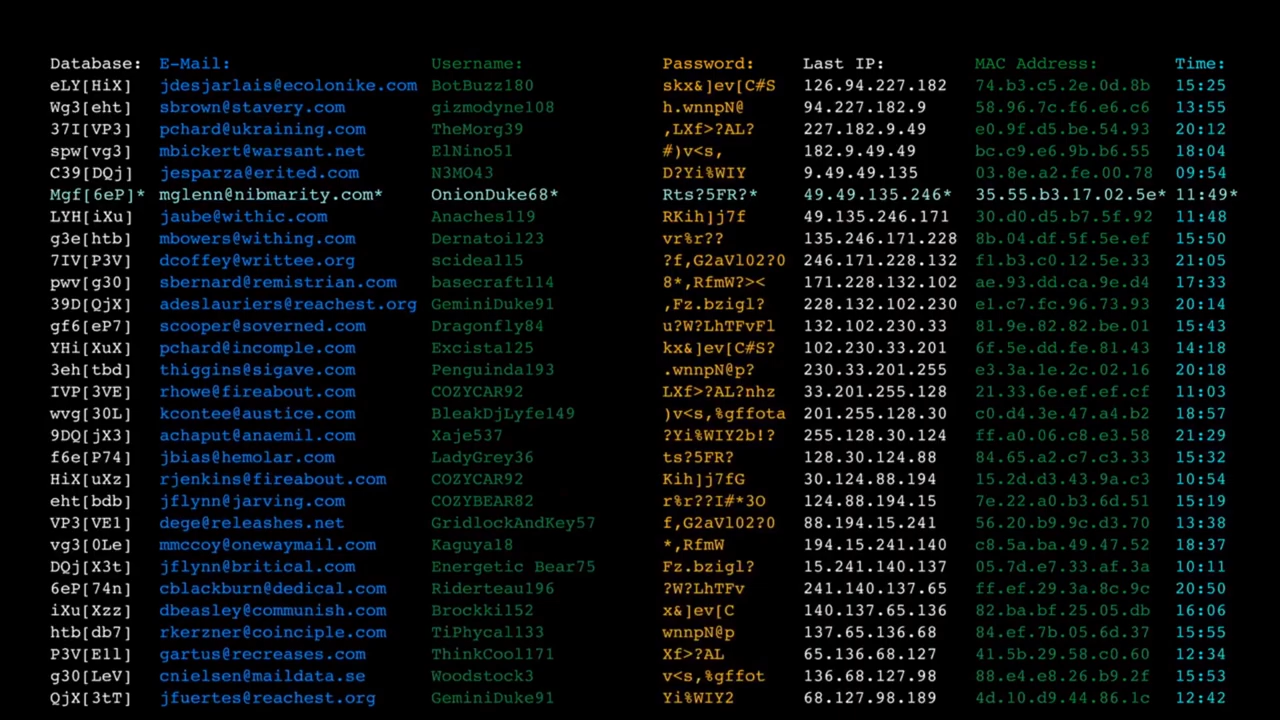 Database: E-Mail: Username: Password: Last IP: MAC Address: Time:
eLY[HiX] jdesjarlais@ecolonike.com BotBuzz180 skx&]ev[C#S 126.94.227.182 74.b3.c5.2e.0d.8b 15:25
Wg3[eht] sbrown@stavery.com gizmodyne108 h.wnnpN@ 94.227.182.9 58.96.7c.f6.e6.c6 13:55
37I[VP3] pchard@ukraining.com TheMorg39 ,LXf>?AL? 227.182.9.49 e0.9f.d5.be.54.93 20:12
spw[vg3] mbickert@warsant.net ElNino51 #)v<s, 182.9.49.49 bc.c9.e6.9b.b6.55 18:04
C39[DQj] jesparza@erited.com N3MO43 D?Yi%WIY 9.49.49.135 03.8e.a2.fe.00.78 09:54
Mgf[6eP]* mglenn@nibmarity.com* OnionDuke68* Rts?5FR?* 49.49.135.246* 35.55.b3.17.02.5e* 11:49*
LYH[iXu] jaube@withic.com Anaches119 RKih]j7f 49.135.246.171 30.d0.d5.b7.5f.92 11:48
g3e[htb] mbowers@withing.com Dernatoi123 vr%r?? 135.246.171.228 8b.04.df.5f.5e.ef 15:50
7IV[P3V] dcoffey@writtee.org scidea115 ?f,G2aVl02?0 246.171.228.132 f1.b3.c0.12.5e.33 21:05
pwv[g30] sbernard@remistrian.com basecraft114 8*,RfmW?>< 171.228.132.102 ae.93.dd.ca.9e.d4 17:33
39D[QjX] adeslauriers@reachest.org GeminiDuke91 ,Fz.bzigl? 228.132.102.230 e1.c7.fc.96.73.93 20:14
gf6[eP7] scooper@soverned.com Dragonfly84 u?W?LhTFvFl 132.102.230.33 81.9e.82.82.be.01 15:43
YHi[XuX] pchard@incomple.com Excista125 kx&]ev[C#S? 102.230.33.201 6f.5e.dd.fe.81.43 14:18
3eh[tbd] thiggins@sigave.com Penguinda193 .wnnpN@p? 230.33.201.255 e3.3a.1e.2c.02.16 20:18
IVP[3VE] rhowe@fireabout.com COZYCAR92 LXf>?AL?nhz 33.201.255.128 21.33.6e.ef.ef.cf 11:03
wvg[30L] kcontee@austice.com BleakDjLyfe149 )v<s,%gffota 201.255.128.30 c0.d4.3e.47.a4.b2 18:57
9DQ[jX3] achaput@anaemil.com Xaje537 ?Yi%WIY2b!? 255.128.30.124 ff.a0.06.c8.e3.58 21:29
f6e[P74] jbias@hemolar.com LadyGrey36 ts?5FR? 128.30.124.88 84.65.a2.c7.c3.33 15:32
HiX[uXz] rjenkins@fireabout.com COZYCAR92 Kih]j7fG 30.124.88.194 15.2d.d3.43.9a.c3 10:54
eht[bdb] jflynn@jarving.com COZYBEAR82 r%r??I#*3O 124.88.194.15 7e.22.a0.b3.6d.51 15:19
VP3[VE1] dege@releashes.net GridlockAndKey57 f,G2aVl02?0 88.194.15.241 56.20.b9.9c.d3.70 13:38
vg3[0Le] mmccoy@onewaymail.com Kaguya18 *,RfmW 194.15.241.140 c8.5a.ba.49.47.52 18:37
DQj[X3t] jflynn@britical.com Energetic Bear75 Fz.bzigl? 15.241.140.137 05.7d.e7.33.af.3a 10:11
6eP[74n] cblackburn@dedical.com Riderteau196 ?W?LhTFv 241.140.137.65 ff.ef.29.3a.8c.9c 20:50
iXu[Xzz] dbeasley@communish.com Brockki152 x&]ev[C 140.137.65.136 82.ba.bf.25.05.db 16:06
htb[db7] rkerzner@coinciple.com TiPhycal33 wnnpN@p 137.65.136.68 84.ef.7b.05.6d.37 15:55
P3V[E1l] gartus@recreases.com ThinkCool171 Xf>?AL 65.136.68.127 41.5b.29.58.c0.60 12:34
g30[LeV] cnielsen@maildata.se Woodstock3 v<s,%gffot 136.68.127.98 88.e4.e8.26.b9.2f 15:53
QjX[3tT] jfuertes@reachest.org GeminiDuke91 Yi%WIY2 68.127.98.189 4d.10.d9.44.86.1c 12:42